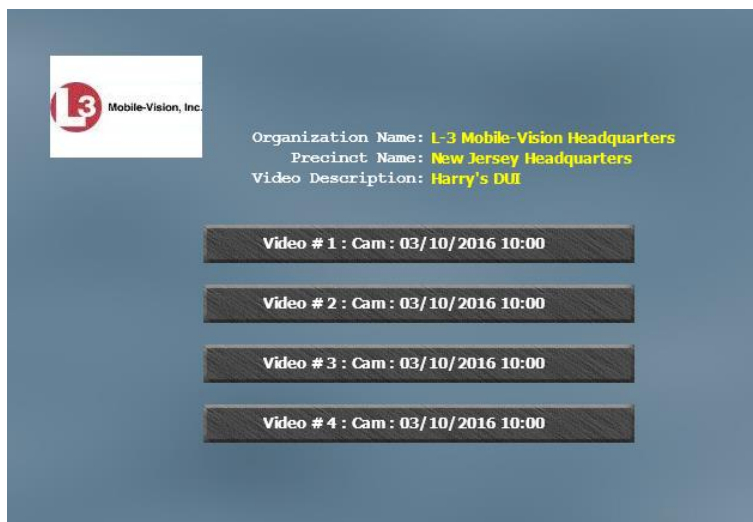 L3 Mobile-Vision, Inc.
Organization Name: L-3 Mobile-Vision Headquarters
Precinct Name: New Jersey Headquarters
Video Description: Harry's DUI
Video # 1 : Cam : 03/10/2016 10:00
Video # 2 : Cam : 03/10/2016 10:00
Video # 3 : Cam : 03/10/2016 10:00
Video # 4 : Cam : 03/10/2016 10:00